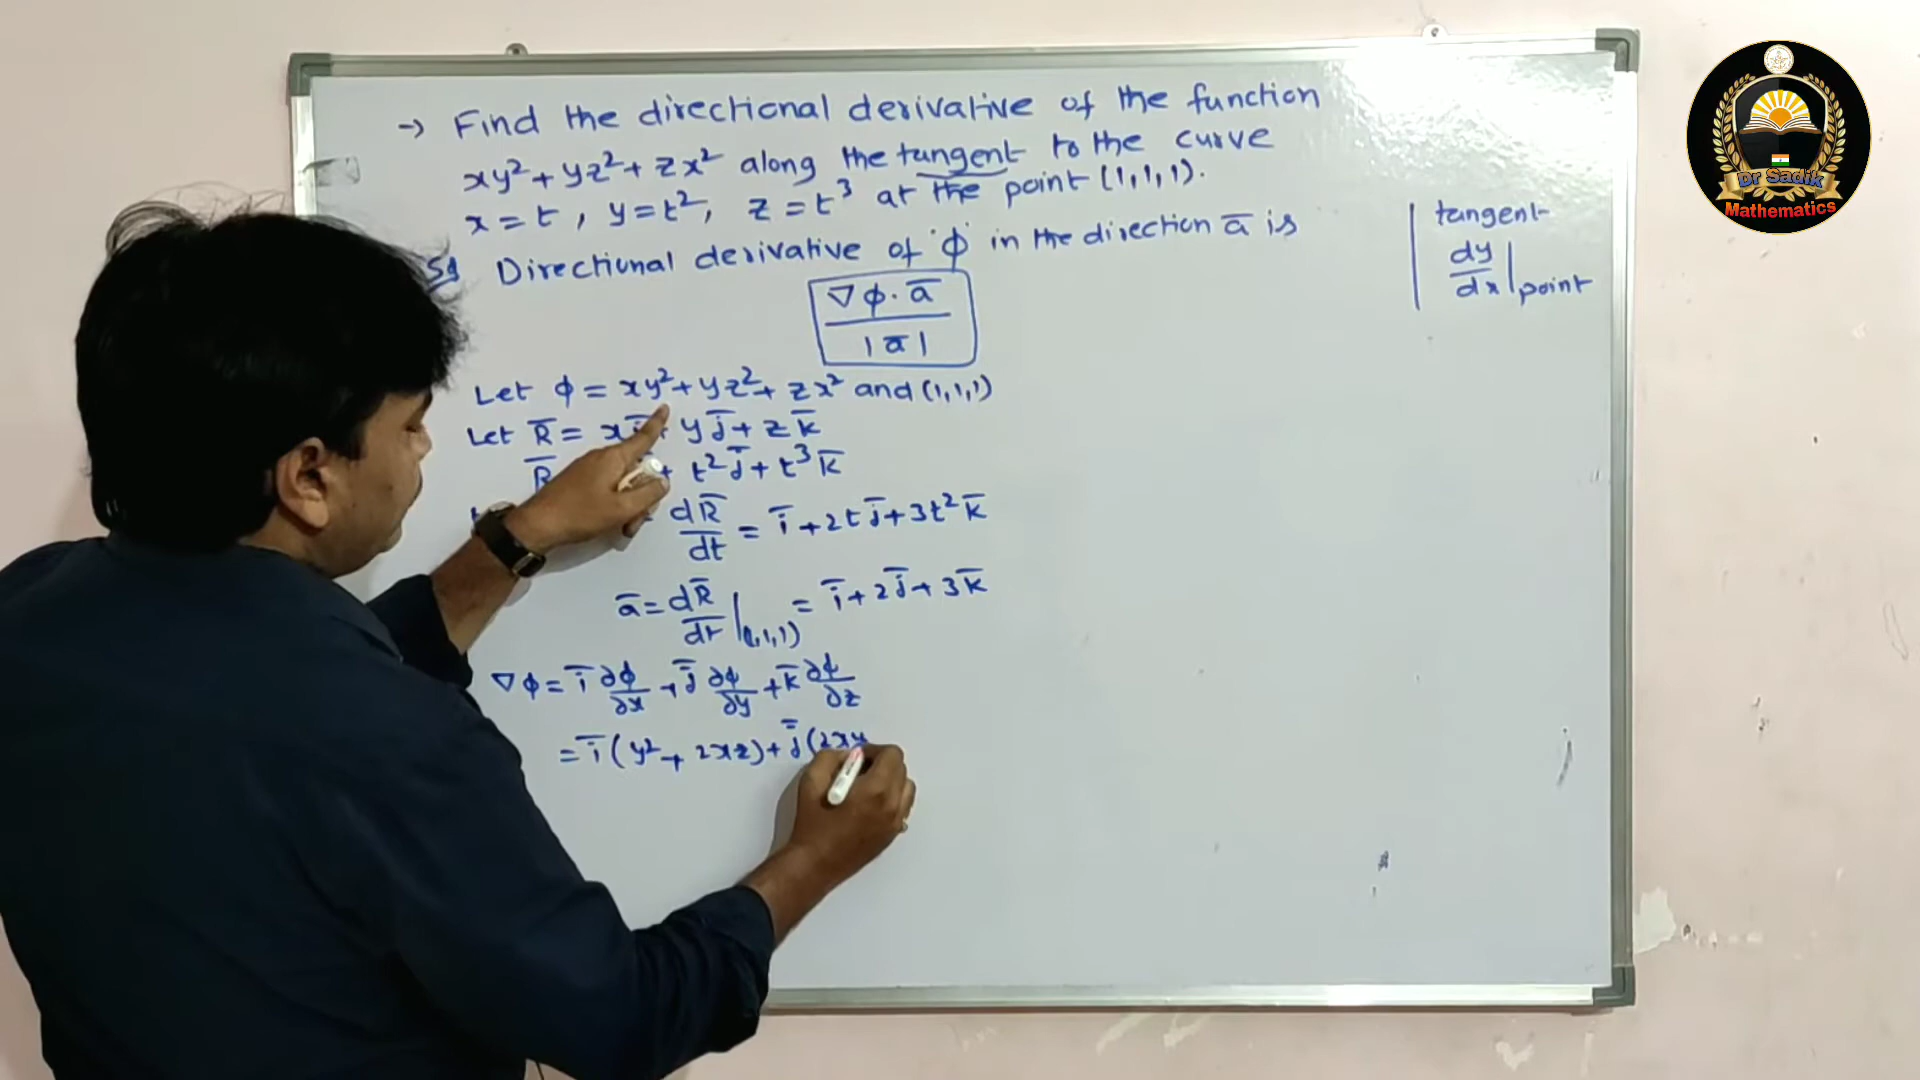 → Find the directional derivative of the function
xy²+yz²+zx² along the tangent to the curve
x=t, y=t², z=t³ at the point (1,1,1).
Directional derivative of 'ϕ' in the direction a̅ is
∇ϕ·a̅
|a̅|
Let ϕ = xy²+yz²+zx² and (1,1,1)
Let R̅ = xi̅+yj̅+zk̅
R̅ + t²j̅+t³k̅
= dR̅/dt = i̅+2tj̅+3t²k̅
a̅ = dR̅/dt|(1,1,1) = i̅+2j̅+3k̅
∇ϕ = i̅ ∂ϕ/∂x + j̅ ∂ϕ/∂y + k̅ ∂ϕ/∂z
= i̅(y²+2xz)+j̅(2xy
tangent
dy/dx|point
Dr Sadik
Mathematics